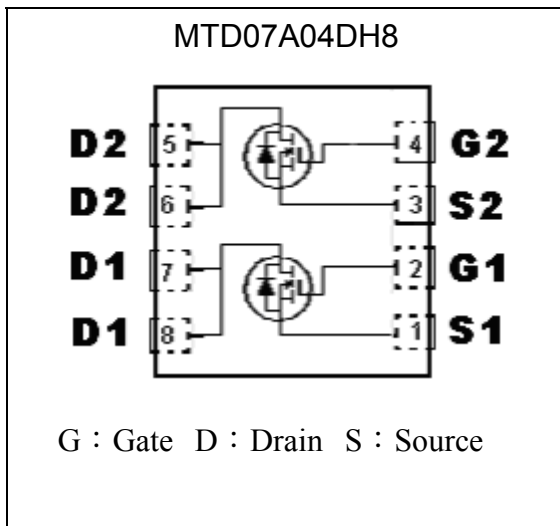 MTD07A04DH8
D2 5 4 G2
D2 6 3 S2
D1 7 2 G1
D1 8 1 S1
G：Gate D：Drain S：Source